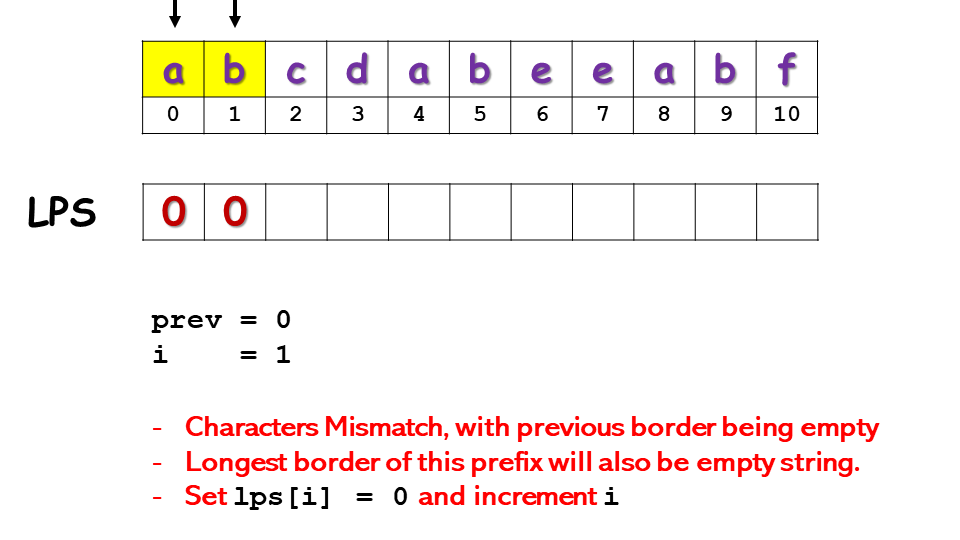 a b c d a b e e a b f
0 1 2 3 4 5 6 7 8 9 10
LPS 0 0
prev = 0
i = 1
- Characters Mismatch, with previous border being empty
- Longest border of this prefix will also be empty string.
- Set lps[i] = 0 and increment i